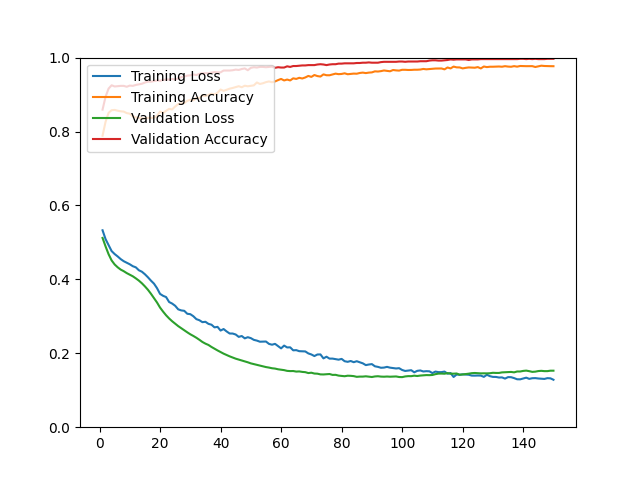 1.0
Training Loss
Training Accuracy
Validation Loss
Validation Accuracy
0.8
0.6
0.4
0.2
0.0
0 20 40 60 80 100 120 140